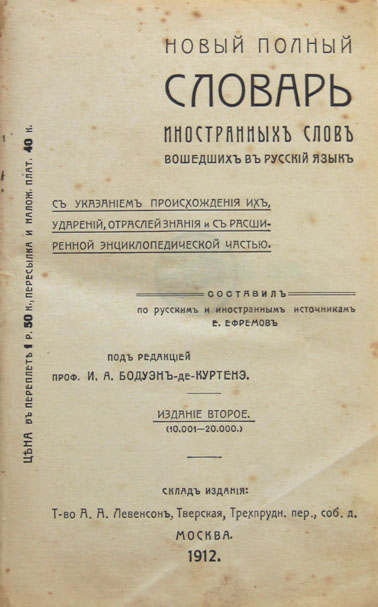 НОВЫЙ ПОЛНЫЙ
СЛОВАРЬ
ИНОСТРАННЫХЪ СЛОВЪ
ВОШЕДШИХЪ ВЪ РУССКІЙ ЯЗЫКЪ
СЪ УКАЗАНІЕМЪ ПРОИСХОЖДЕНІЯ ИХЪ,
УДАРЕНІЙ, ОТРАСЛЕЙ ЗНАНІЯ и СЪ РАСШИ-
РЕННОЙ ЭНЦИКЛОПЕДИЧЕСКОЙ ЧАСТЬЮ.
СОСТАВИЛЪ
по русскимъ и иностраннымъ источникамъ
Е. ЕФРЕМОВЪ
ПОДЪ РЕДАКЦІЕЙ
ПРОФ. И. А. БОДУЭНЪ-де-КУРТЕНЭ.
ИЗДАНІЕ ВТОРОЕ.
(10.001—20.000.)
СКЛАДЪ ИЗДАНІЯ:
Т-во А. А. Левенсонъ, Тверская, Трехпрудн. пер., соб. д.
МОСКВА.
1912.
ЦѢНА ВЪ ПЕРЕПЛЕТѢ 1 Р. 50 К., ПЕРЕСЫЛКА И НАЛОЖ. ПЛАТ. 40 К.